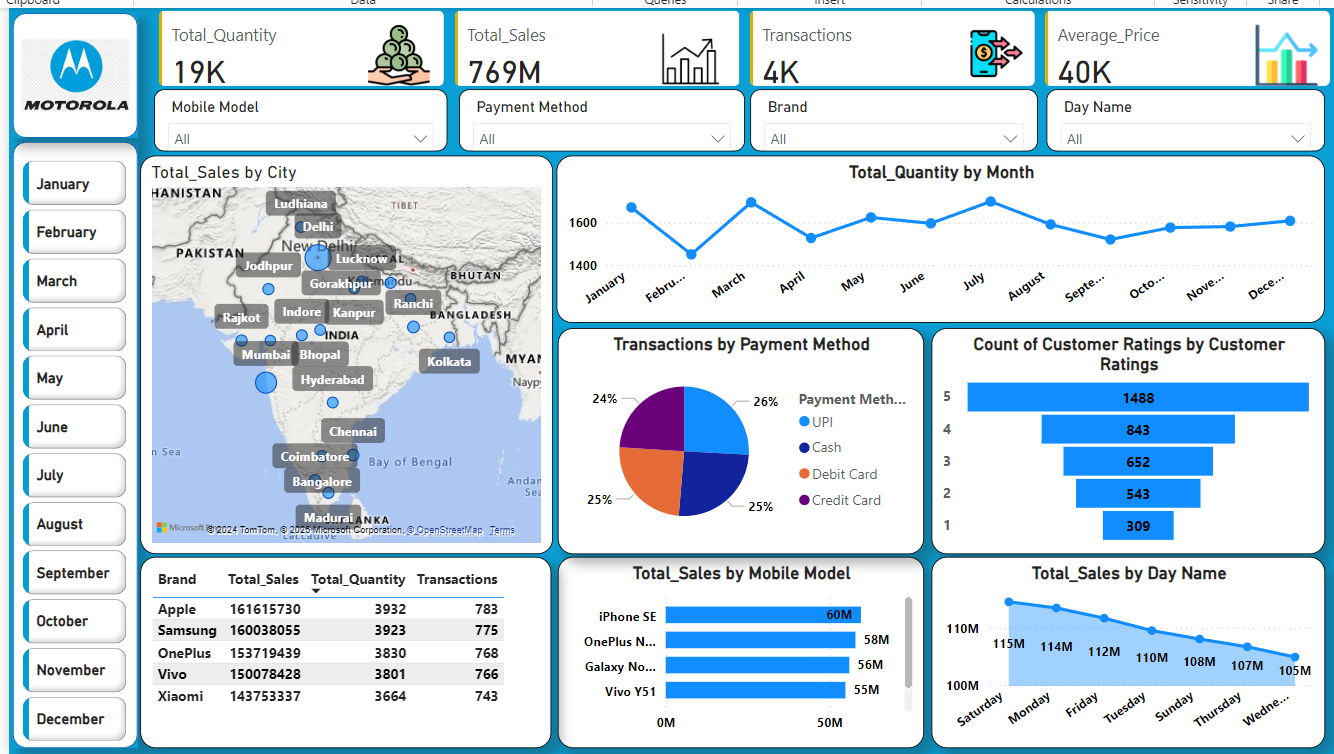 Clipboard Data Queries Insert Calculations Sensitivity Share
MOTOROLA
Total_Quantity
19K
Total_Sales
769M
Transactions
4K
Average_Price
40K
Mobile Model
All
Payment Method
All
Brand
All
Day Name
All
January
February
March
April
May
June
July
August
September
October
November
December
Total_Sales by City
HANISTAN
TIBET
Ludhiana
Delhi
New Delhi
PAKISTAN
Lucknow
Jodhpur
Gorakhpur
BHUTAN
Ranchi
Rajkot
Indore
Kanpur
BANGLADESH
INDIA
Mumbai
Bhopal
Kolkata
MYAN
Naypy
Hyderabad
Chennai
n Sea
Coimbatore
Bay of Bengal
Bangalore
Andan
Sea
Madurai
ANKA
Laccadive
Microsoft
© 2024 TomTom, © 2025 Microsoft Corporation, © OpenStreetMap Terms
Total_Quantity by Month
1600
1400
January Febru... March April May June July August Septe... Octo... Nove... Dece...
Transactions by Payment Method
24%
26%
25%
25%
Payment Meth...
UPI
Cash
Debit Card
Credit Card
Count of Customer Ratings by Customer
Ratings
5 1488
4 843
3 652
2 543
1 309
Brand Total_Sales Total_Quantity Transactions
Apple 161615730 3932 783
Samsung 160038055 3923 775
OnePlus 153719439 3830 768
Vivo 150078428 3801 766
Xiaomi 143753337 3664 743
Total_Sales by Mobile Model
iPhone SE 60M
OnePlus N... 58M
Galaxy No... 56M
Vivo Y51 55M
0M 50M
Total_Sales by Day Name
110M
100M
115M 114M 112M 110M 108M 107M 105M
Saturday Monday Friday Tuesday Sunday Thursday Wedne...